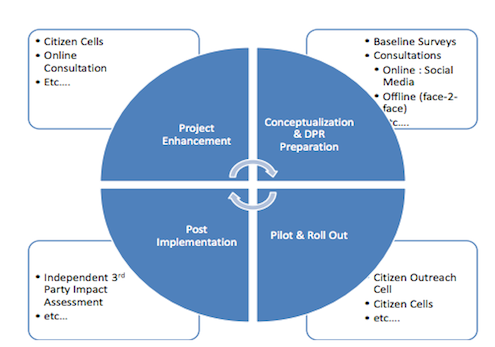 • Citizen Cells
• Online
Consultation
• Etc....
• Baseline Surveys
• Consultations
• Online : Social
Media
• Offline (face-2-
face)
tc....
Project
Enhancement
Conceptualization
& DPR
Preparation
Post
Implementation
Pilot & Roll Out
• Independent 3rd
Party Impact
Assessment
• etc....
Citizen Outreach
Cell
• Citizen Cells
• etc....